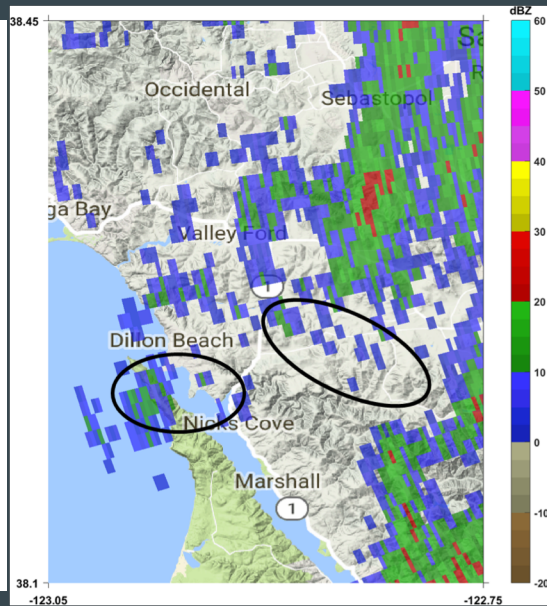 dBZ
38.45
60
Sa
R
Occidental
Sebastopol
50
40
ga Bay
Valley Ford
30
1
20
Dillon Beach
10
Nicks Cove
0
Marshall
1
-10
38.1
-20
-123.05
-122.75